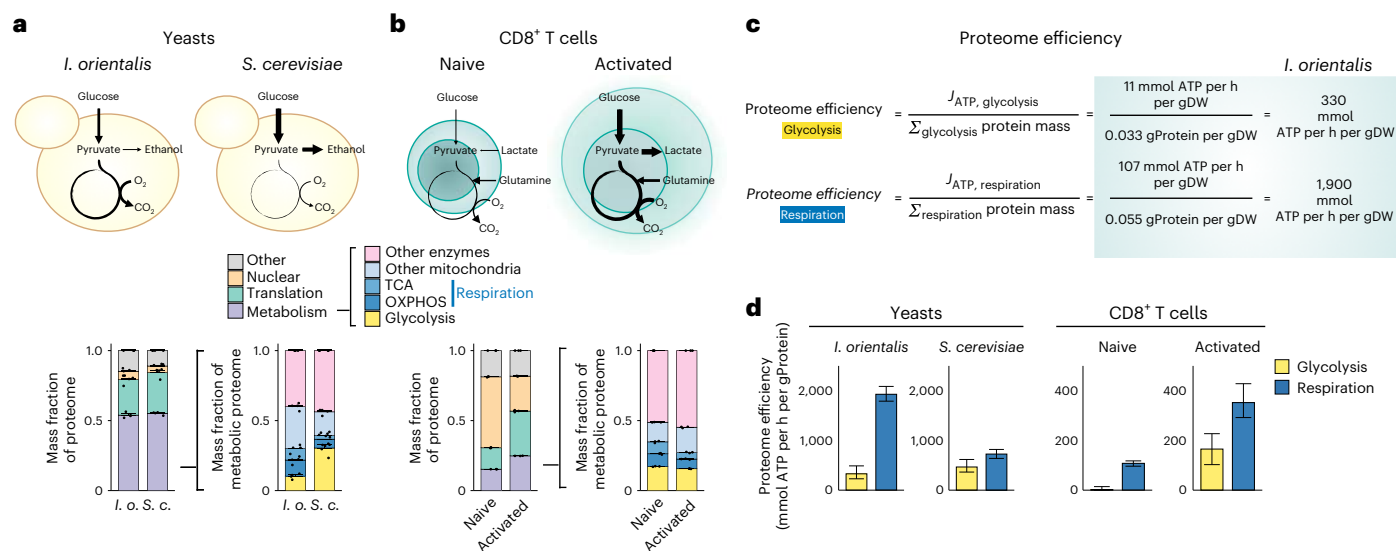 a
Yeasts
I. orientalis
S. cerevisiae
Glucose
Pyruvate
Ethanol
O2
CO2
Glucose
Pyruvate
Ethanol
O2
CO2
b
CD8+ T cells
Naive
Activated
Glucose
Pyruvate
Lactate
Glutamine
O2
CO2
Glucose
Pyruvate
Lactate
Glutamine
O2
CO2
Other
Nuclear
Translation
Metabolism
Other enzymes
Other mitochondria
TCA
OXPHOS
Glycolysis
Respiration
Mass fraction
of proteome
1.0
0.5
0
I. o. S. c.
Mass fraction of
metabolic proteome
1.0
0.5
0
I. o. S. c.
Mass fraction
of proteome
1.0
0.5
0
Naive
Activated
Mass fraction of
metabolic proteome
1.0
0.5
0
Naive
Activated
c
Proteome efficiency
I. orientalis
Proteome efficiency
Glycolysis
=
JATP, glycolysis
Σglycolysis protein mass
=
11 mmol ATP per h
per gDW
0.033 gProtein per gDW
=
330
mmol
ATP per h per gDW
Proteome efficiency
Respiration
=
JATP, respiration
Σrespiration protein mass
=
107 mmol ATP per h
per gDW
0.055 gProtein per gDW
=
1,900
mmol
ATP per h per gDW
d
Yeasts
CD8+ T cells
I. orientalis
S. cerevisiae
Naive
Activated
Proteome efficiency
(mmol ATP per h per gProtein)
2,000
1,000
0
2,000
1,000
0
400
200
0
400
200
0
Glycolysis
Respiration